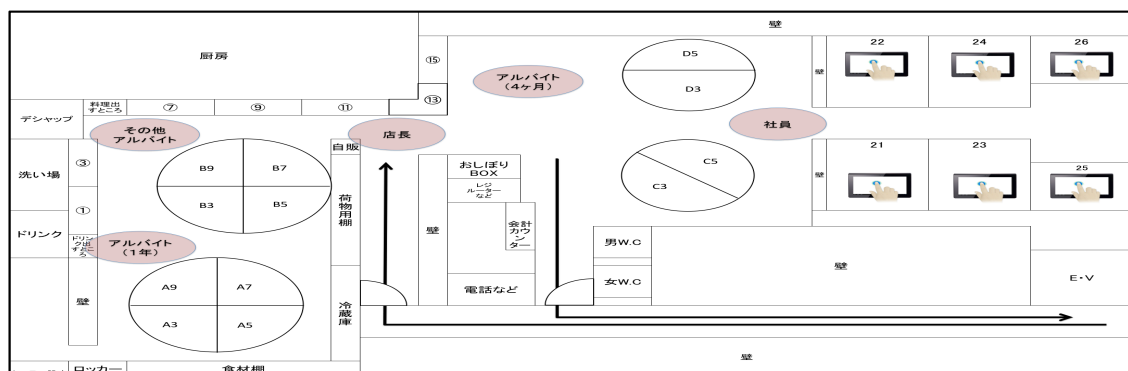 壁
厨房
⑮
D5
D3
22
24
26
アルバイト
(4ヶ月)
壁
料理出
すところ
⑦
⑨
⑪
⑬
デシャップ
その他
アルバイト
店長
社員
自販
洗い場
③
B9
B7
B3
B5
おしぼり
BOX
レジ
ルーター
など
C5
C3
21
23
25
壁
荷物用棚
①
ドリンク
ドリン
ク出
すとこ
ろ
アルバイト
(1年)
壁
会計
カウン
ター
男W.C
女W.C
壁
E・V
壁
A9
A7
A3
A5
冷蔵庫
電話など
壁
ロッカー
食材棚